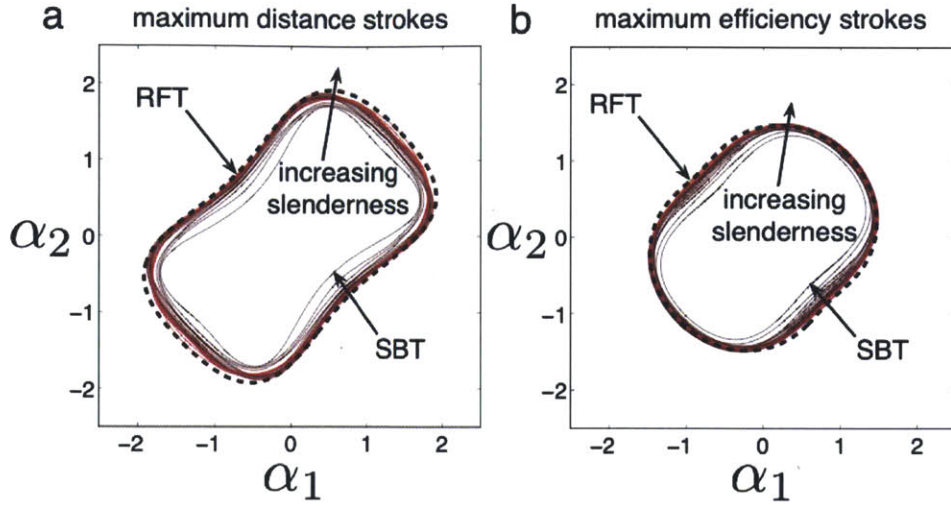 a maximum distance strokes
b maximum efficiency strokes
2
1
0
−1
−2
α2
RFT
increasing
slenderness
SBT
−2 −1 0 1 2
α1
2
1
0
−1
−2
α2
RFT
increasing
slenderness
SBT
−2 −1 0 1 2
α1